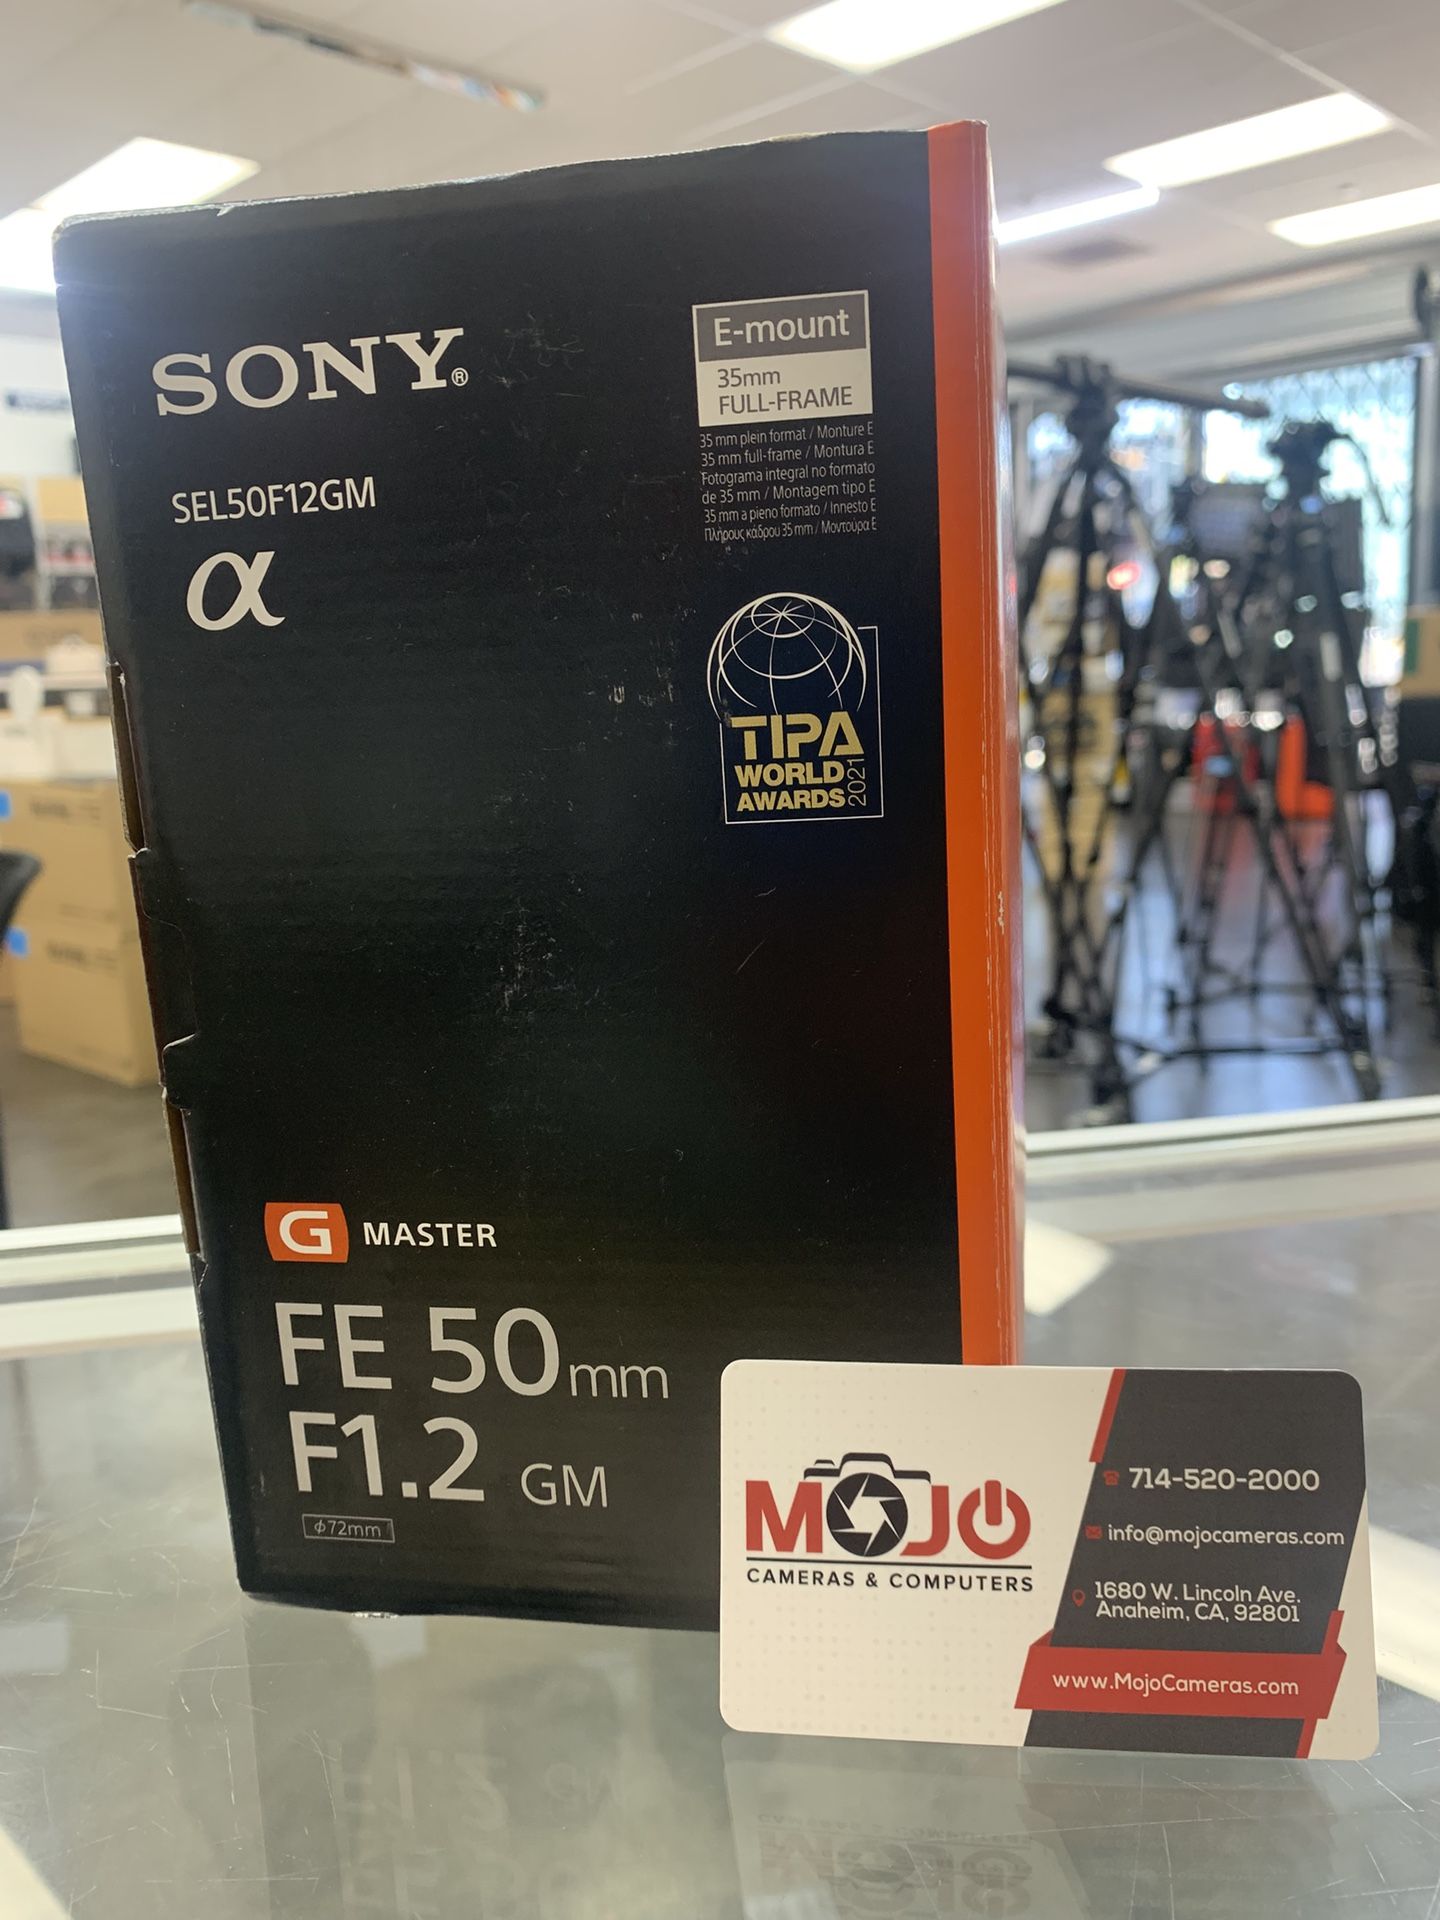 SONY®
SEL50F12GM
α
E-mount
35mm
FULL-FRAME
35 mm plein format / Monture E
35 mm full-frame / Montura E
Fotograma integral no formato
de 35 mm / Montagem tipo E
35 mm a pieno formato / Innesto E
Πλήρους κάδρου 35 mm / Μοντούρα E
TIPA
WORLD
AWARDS
2021
G MASTER
FE 50mm
F1.2 GM
φ72mm
MOJO
CAMERAS & COMPUTERS
714-520-2000
info@mojocameras.com
1680 W. Lincoln Ave.
Anaheim, CA, 92801
www.MojoCameras.com